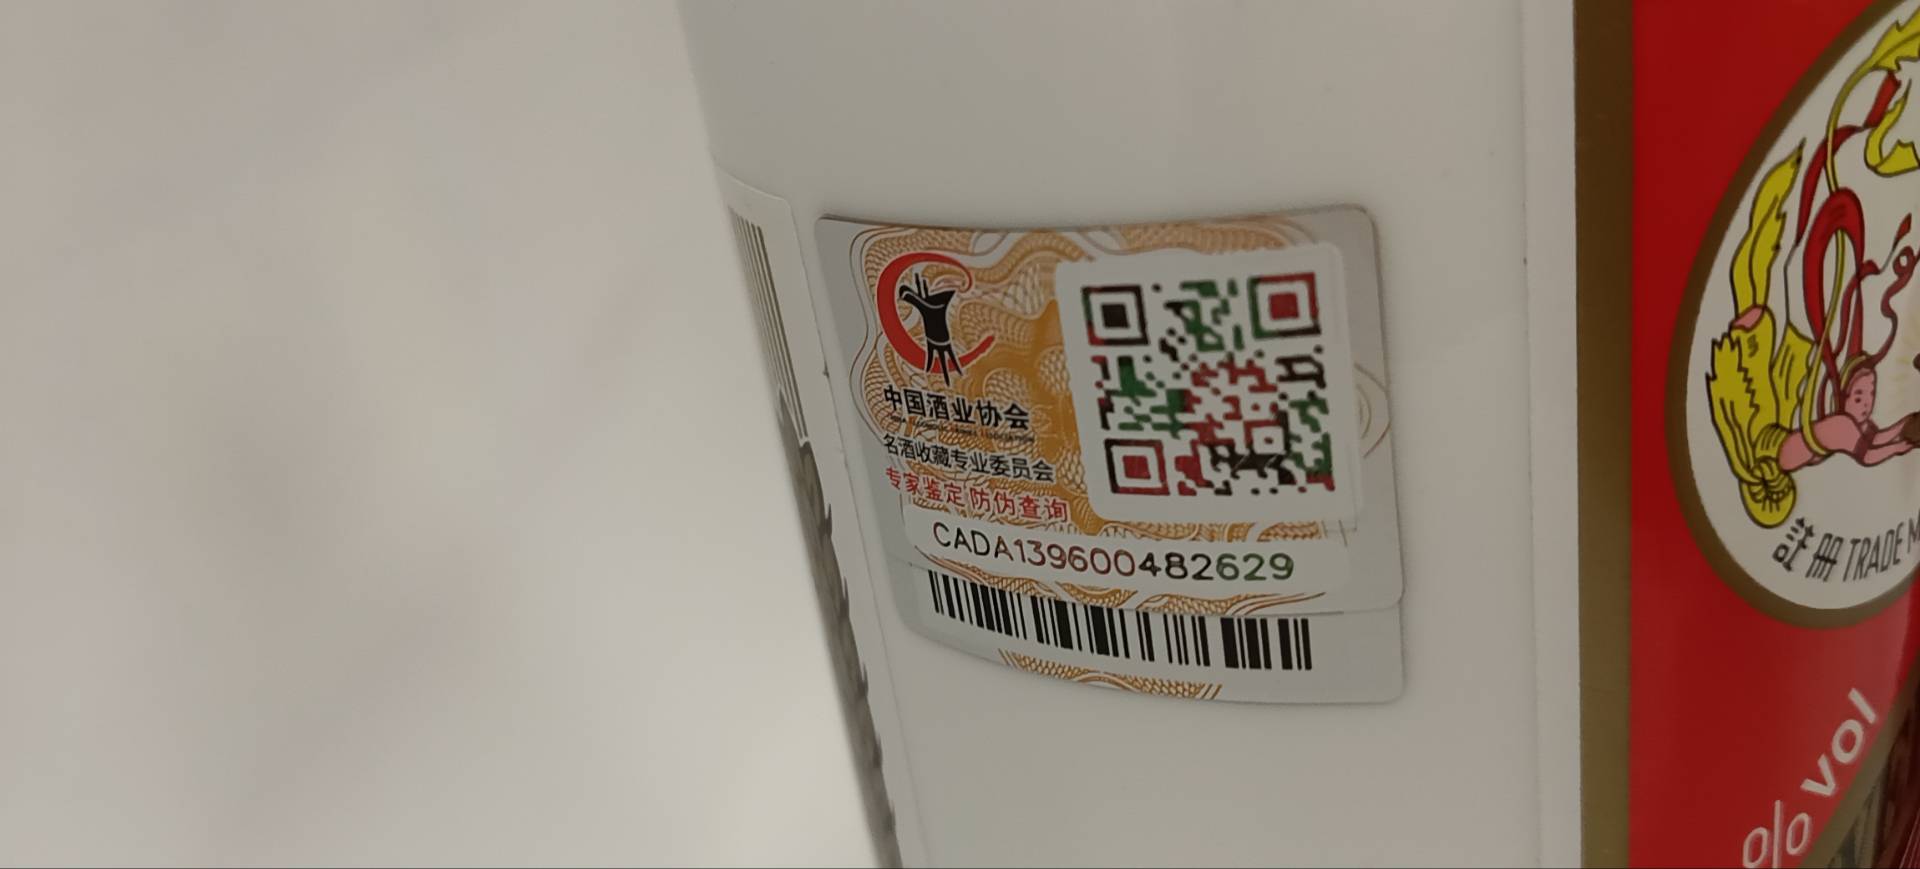 中国酒业协会
名酒收藏专业委员会
专家鉴定 防伪查询
CADA139600482629
註册 TRADE M
% vol